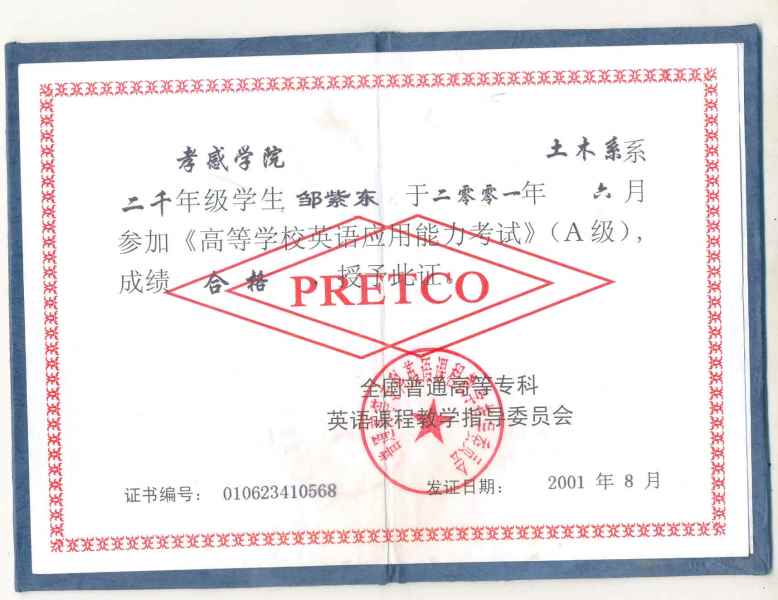 孝感学院 土木系系
二千年级学生 邹紫东 于二零零一年 六月
参加《高等学校英语应用能力考试》（A级），
成绩 合格 ，授予此证。
PRETCO
全国普通高等专科
英语课程教学指导委员会
证书编号： 010623410568 发证日期： 2001 年 8 月